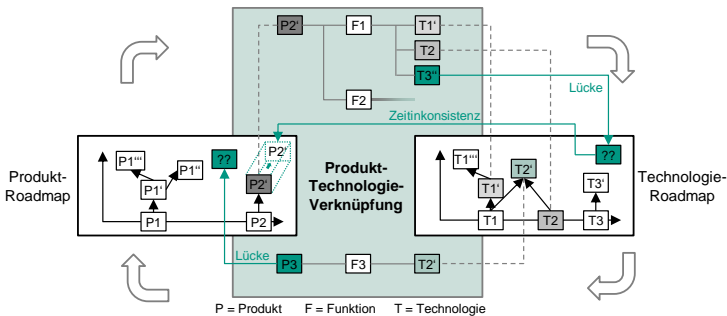 P2' F1 T1'
T2
T3''
F2
Lücke
Zeitinkonsistenz
Produkt-
Roadmap
P1''' P1'' ?? P2'
P1' P2'
P1 P2
Produkt-
Technologie-
Verknüpfung
T1''' T2' ??
T1' T3'
T1 T2 T3
Technologie-
Roadmap
Lücke
P3 F3 T2'
P = Produkt F = Funktion T = Technologie